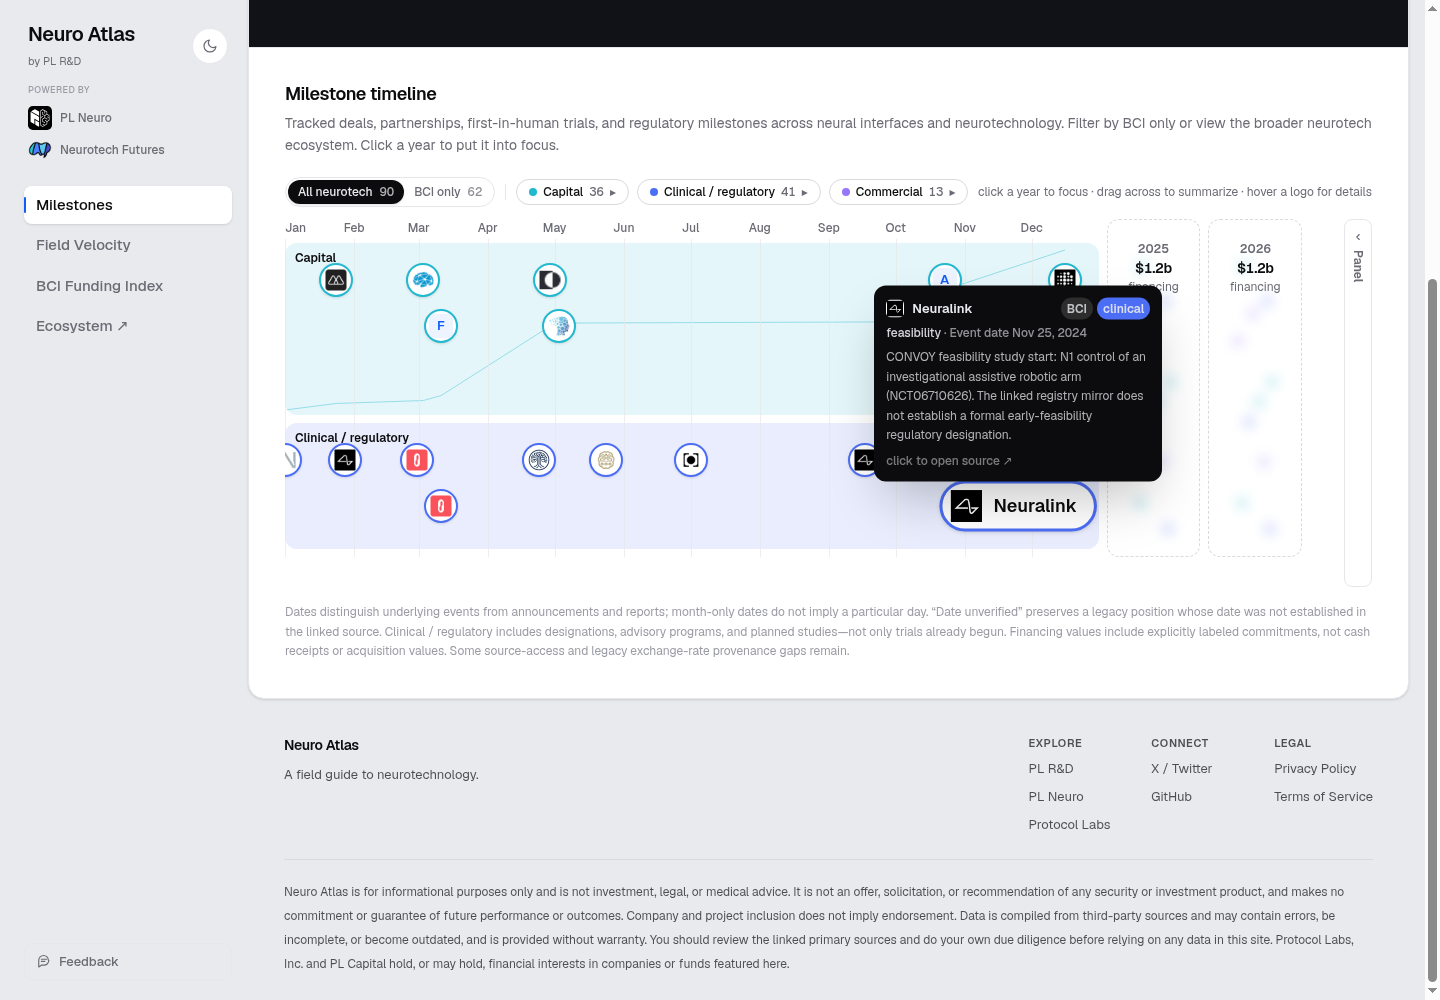 Neuro Atlas
by PL R&D
POWERED BY
PL Neuro
Neurotech Futures
Milestones
Field Velocity
BCI Funding Index
Ecosystem ↗
Feedback
Milestone timeline
Tracked deals, partnerships, first-in-human trials, and regulatory milestones across neural interfaces and neurotechnology. Filter by BCI only or view the broader neurotech
ecosystem. Click a year to put it into focus.
All neurotech 90 BCI only 62 Capital 36 ▸ Clinical / regulatory 41 ▸ Commercial 13 ▸ click a year to focus · drag across to summarize · hover a logo for details
Jan Feb Mar Apr May Jun Jul Aug Sep Oct Nov Dec
Capital
F
A
2025
$1.2b
financing
2026
$1.2b
financing
‹ Panel
Neuralink BCI clinical
feasibility · Event date Nov 25, 2024
CONVOY feasibility study start: N1 control of an
investigational assistive robotic arm
(NCT06710626). The linked registry mirror does
not establish a formal early-feasibility
regulatory designation.
click to open source ↗
Clinical / regulatory
Neuralink
Dates distinguish underlying events from announcements and reports; month-only dates do not imply a particular day. “Date unverified” preserves a legacy position whose date was not established in
the linked source. Clinical / regulatory includes designations, advisory programs, and planned studies—not only trials already begun. Financing values include explicitly labeled commitments, not cash
receipts or acquisition values. Some source-access and legacy exchange-rate provenance gaps remain.
Neuro Atlas
A field guide to neurotechnology.
EXPLORE
PL R&D
PL Neuro
Protocol Labs
CONNECT
X / Twitter
GitHub
LEGAL
Privacy Policy
Terms of Service
Neuro Atlas is for informational purposes only and is not investment, legal, or medical advice. It is not an offer, solicitation, or recommendation of any security or investment product, and makes no
commitment or guarantee of future performance or outcomes. Company and project inclusion does not imply endorsement. Data is compiled from third-party sources and may contain errors, be
incomplete, or become outdated, and is provided without warranty. You should review the linked primary sources and do your own due diligence before relying on any data in this site. Protocol Labs,
Inc. and PL Capital hold, or may hold, financial interests in companies or funds featured here.